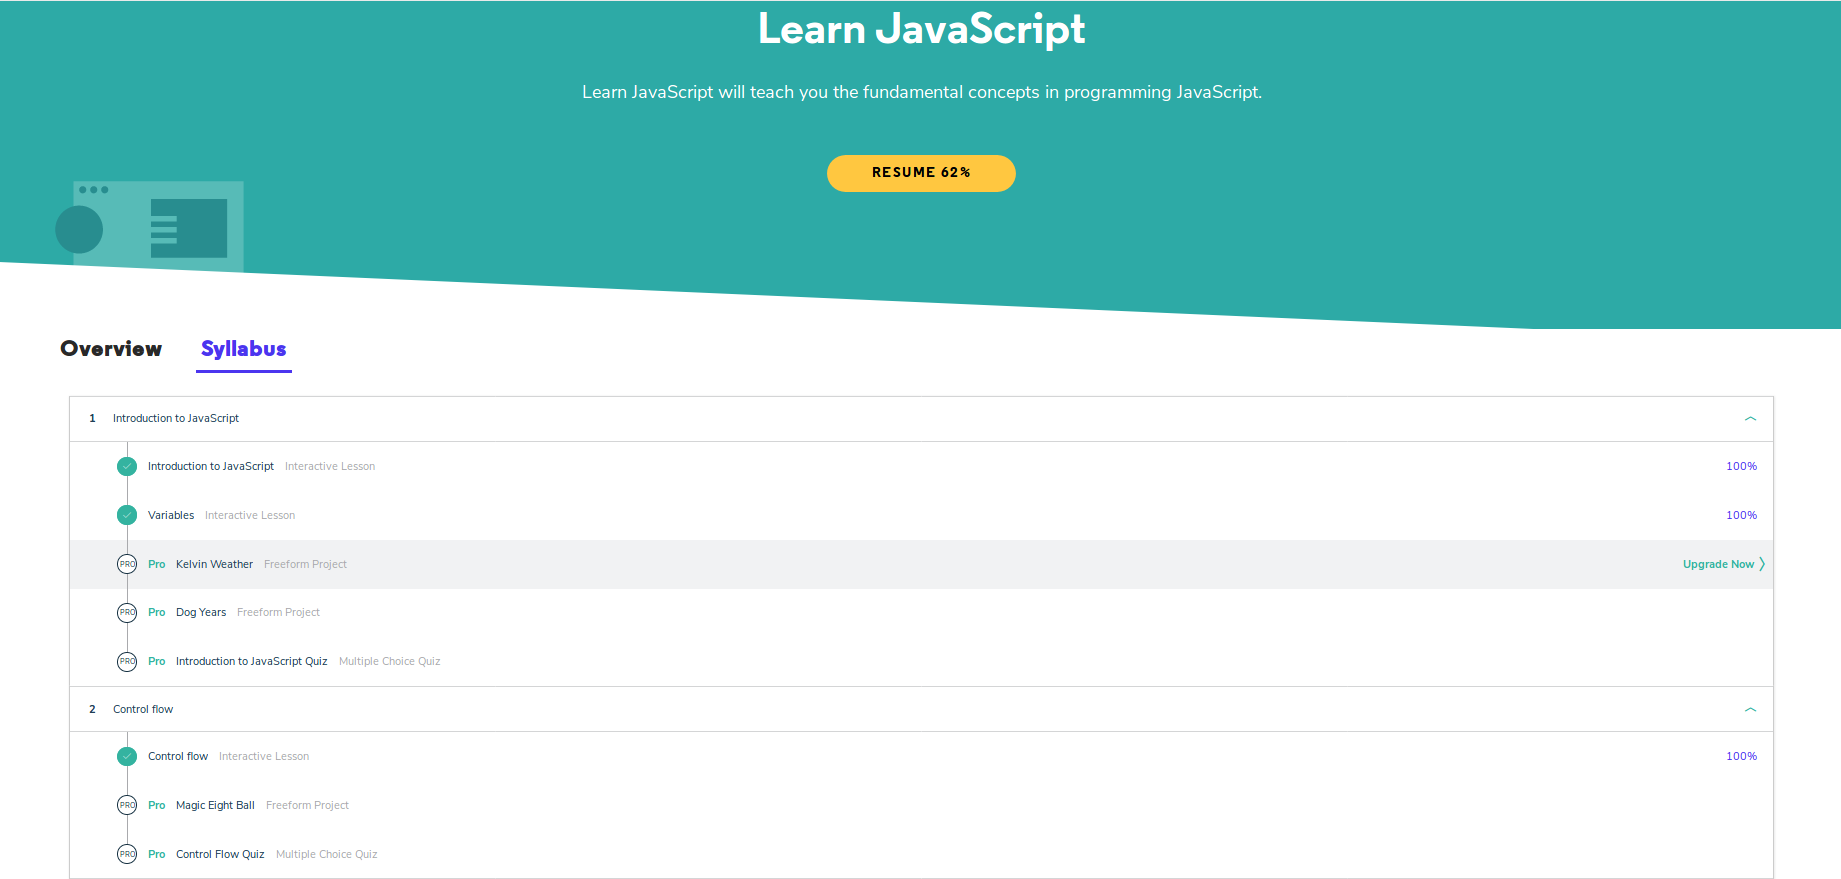 Learn JavaScript
Learn JavaScript will teach you the fundamental concepts in programming JavaScript.
RESUME 62%
Overview Syllabus
1 Introduction to JavaScript
Introduction to JavaScript Interactive Lesson 100%
Variables Interactive Lesson 100%
PRO Pro Kelvin Weather Freeform Project Upgrade Now
PRO Pro Dog Years Freeform Project
PRO Pro Introduction to JavaScript Quiz Multiple Choice Quiz
2 Control flow
Control flow Interactive Lesson 100%
PRO Pro Magic Eight Ball Freeform Project
PRO Pro Control Flow Quiz Multiple Choice Quiz